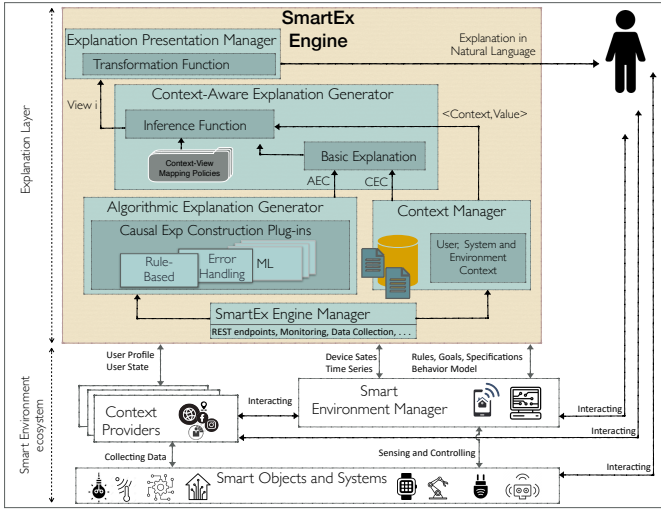 SmartEx
Engine
Explanation Presentation Manager
Transformation Function
Explanation in
Natural Language
View i
Context-Aware Explanation Generator
Inference Function
<Context,Value>
Context-View
Mapping Policies
Basic Explanation
AEC
CEC
Explanation Layer
Algorithmic Explanation Generator
Causal Exp Construction Plug-ins
Rule-
Based
Error
Handling
ML
Context Manager
User, System and
Environment
Context
SmartEx Engine Manager
REST endpoints, Monitoring, Data Collection, . . .
User Profile
User State
Device Sates
Time Series
Rules, Goals, Specifications
Behavior Model
Smart Environment
ecosystem
Context
Providers
Interacting
Smart
Environment Manager
Interacting
Interacting
Collecting Data
Sensing and Controlling
Interacting
Smart Objects and Systems